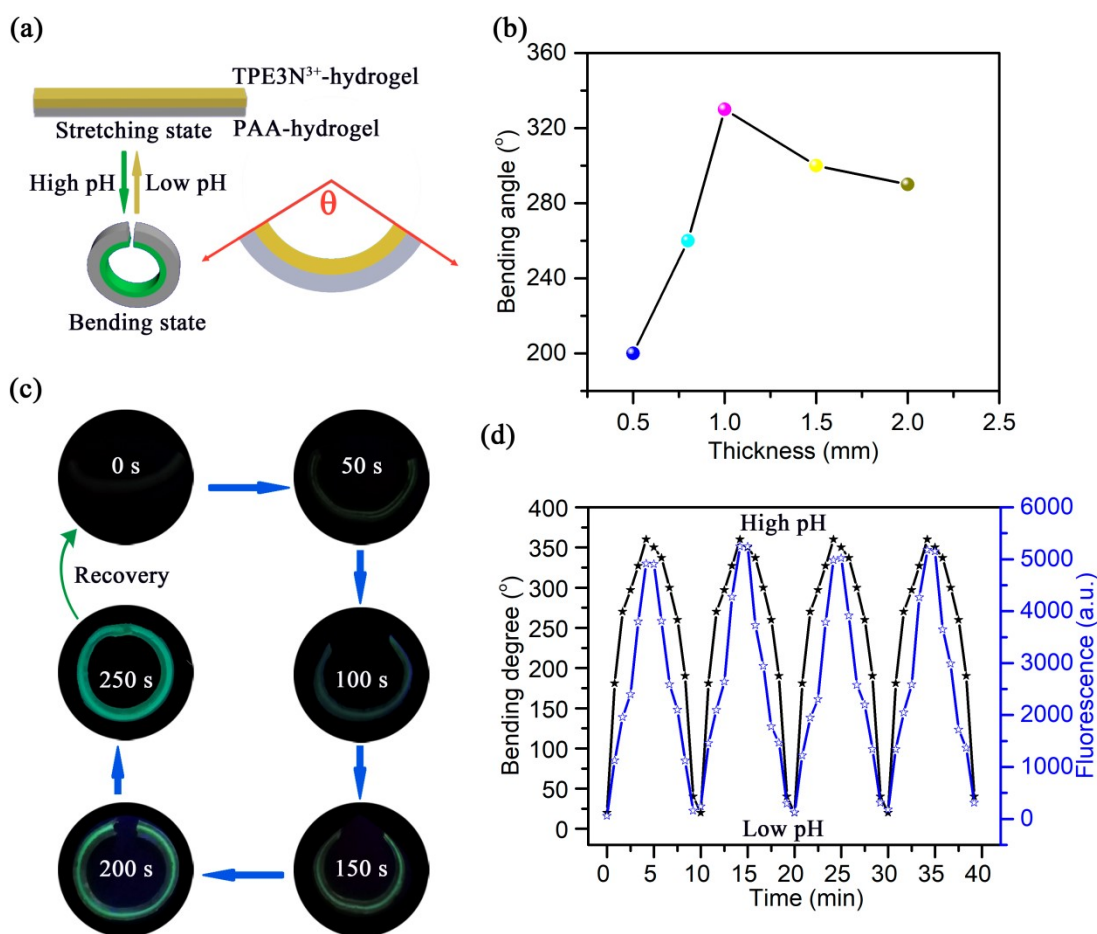 (a)
TPE3N³⁺-hydrogel
Stretching state
PAA-hydrogel
High pH
Low pH
θ
Bending state
(b)
360
320
280
240
200
Bending angle (°)
0.5 1.0 1.5 2.0 2.5
Thickness (mm)
(c)
0 s
50 s
Recovery
250 s
100 s
200 s
150 s
(d)
400
350
300
250
200
150
100
50
0
Bending degree (°)
High pH
Low pH
6000
5000
4000
3000
2000
1000
0
Fluorescence (a.u.)
0 5 10 15 20 25 30 35 40
Time (min)